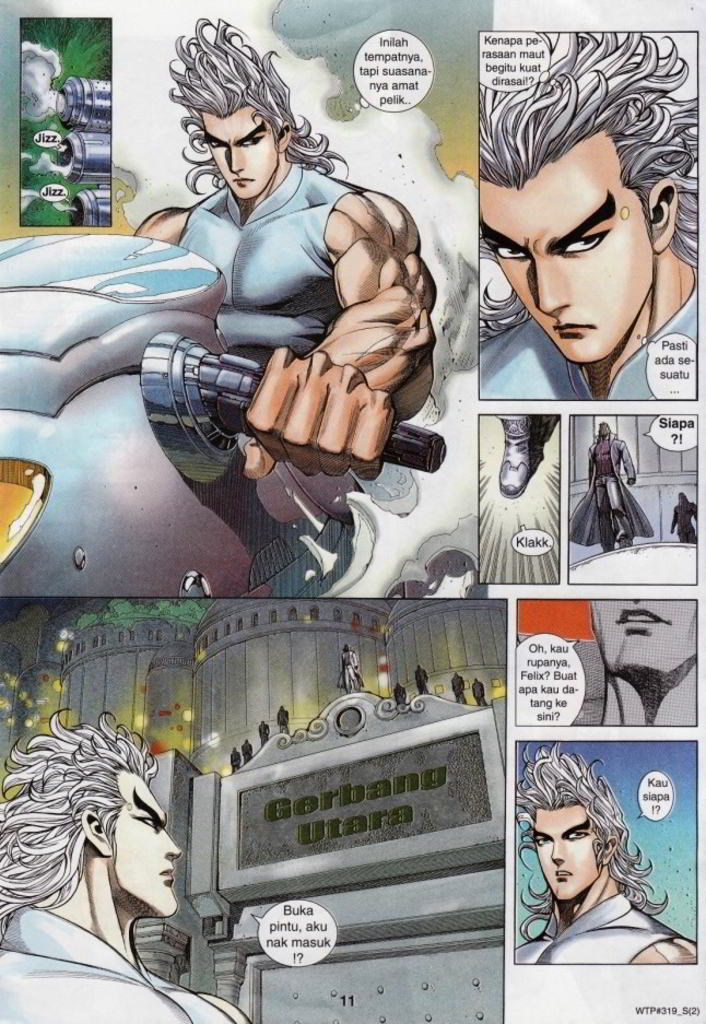 Jizz.
Jizz.
Inilah
tempatnya,
tapi suasana-
nya amat
pelik..
Kenapa pe-
rasaan maut
begitu kuat
dirasai!?
Pasti
ada se-
suatu
...
Klakk.
Siapa
?!
Gerbang
Utara
Buka
pintu, aku
nak masuk
!?
Oh, kau
rupanya,
Felix? Buat
apa kau da-
tang ke
sini?
Kau
siapa
!?
11
WTP#319_S(2)